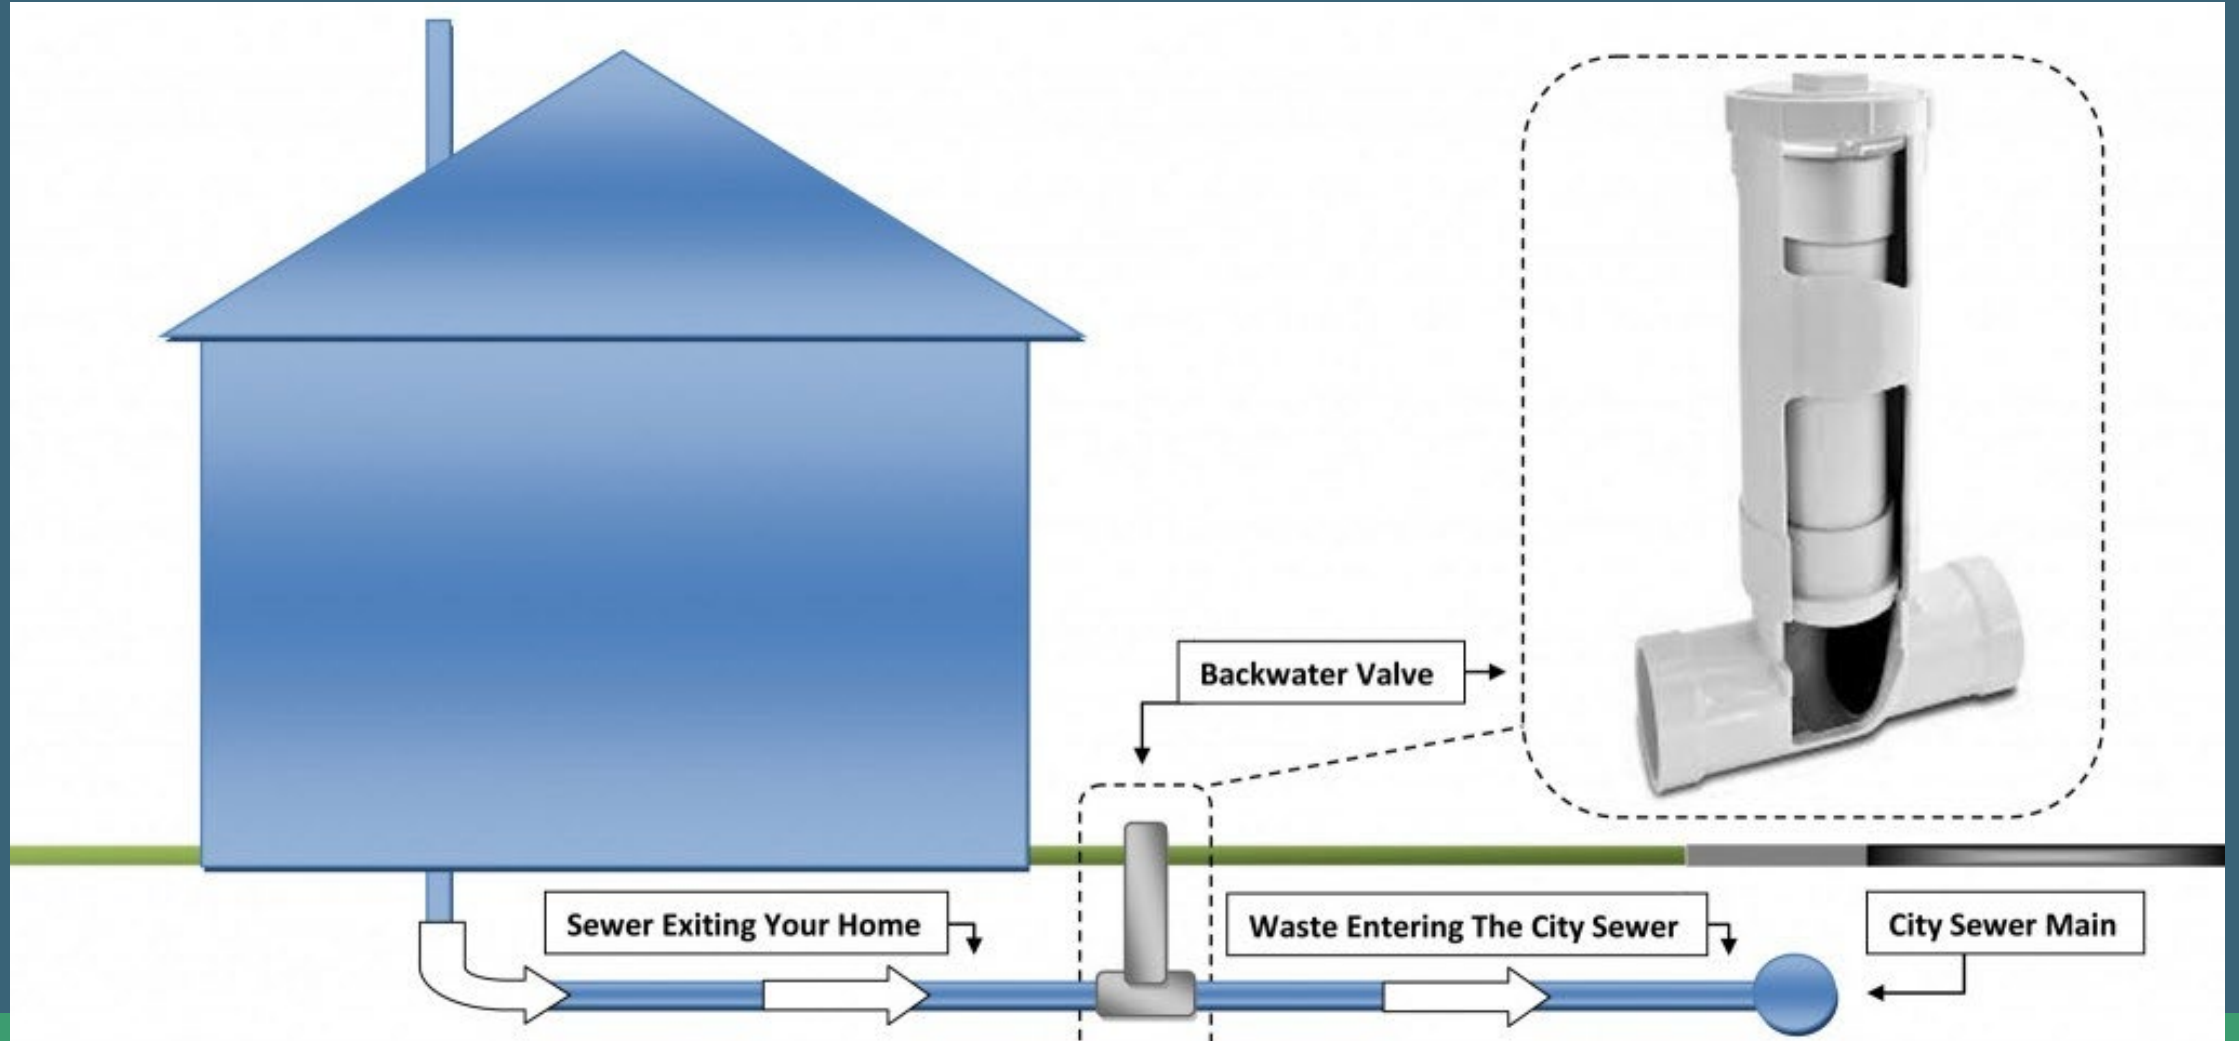 Backwater Valve
Sewer Exiting Your Home
Waste Entering The City Sewer
City Sewer Main